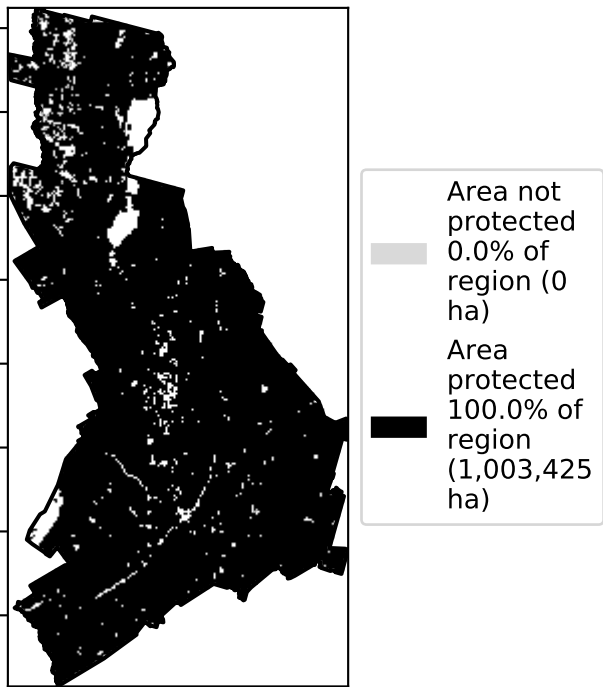 Area not
protected
0.0% of
region (0
ha)
Area
protected
100.0% of
region
(1,003,425
ha)